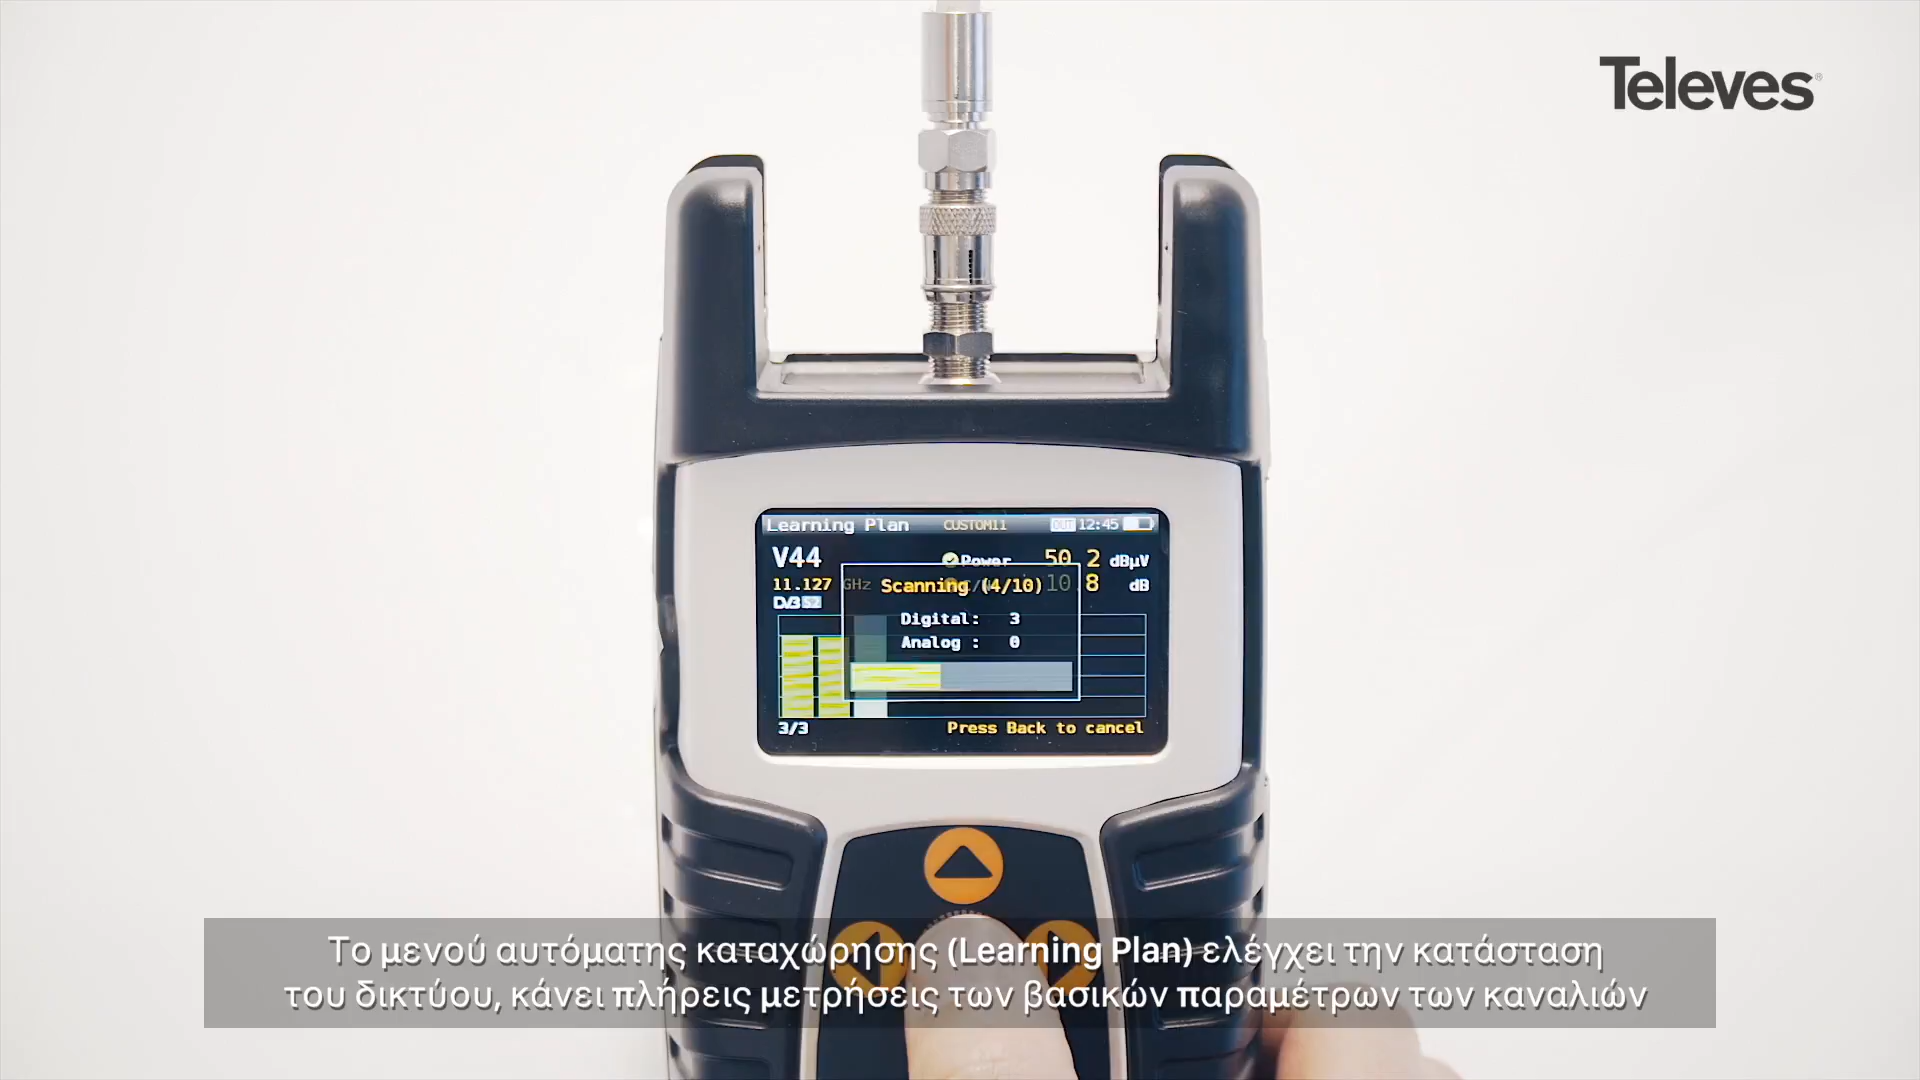 Televes®
Learning Plan CUSTOM11 OUT 12:45
V44 Power 50.2 dBµV
11.127 GHz 10.8 dB
DVBS2
Scanning (4/10)
Digital: 3
Analog : 0
3/3 Press Back to cancel
Το μενού αυτόματης καταχώρησης (Learning Plan) ελέγχει την κατάσταση
του δικτύου, κάνει πλήρεις μετρήσεις των βασικών παραμέτρων των καναλιών